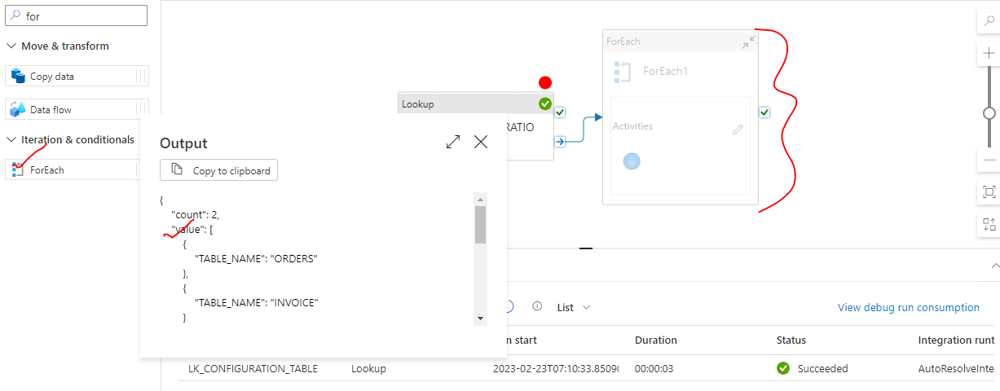 for
Move & transform
Copy data
Data flow
Iteration & conditionals
ForEach
Lookup
RATIO
ForEach
ForEach1
Activities
Output
Copy to clipboard
{
"count": 2,
"value": [
{
"TABLE_NAME": "ORDERS"
},
{
"TABLE_NAME": "INVOICE"
}
List
View debug run consumption
n start Duration Status Integration runt
LK_CONFIGURATION_TABLE Lookup 2023-02-23T07:10:33.8509 00:00:03 Succeeded AutoResolveInte